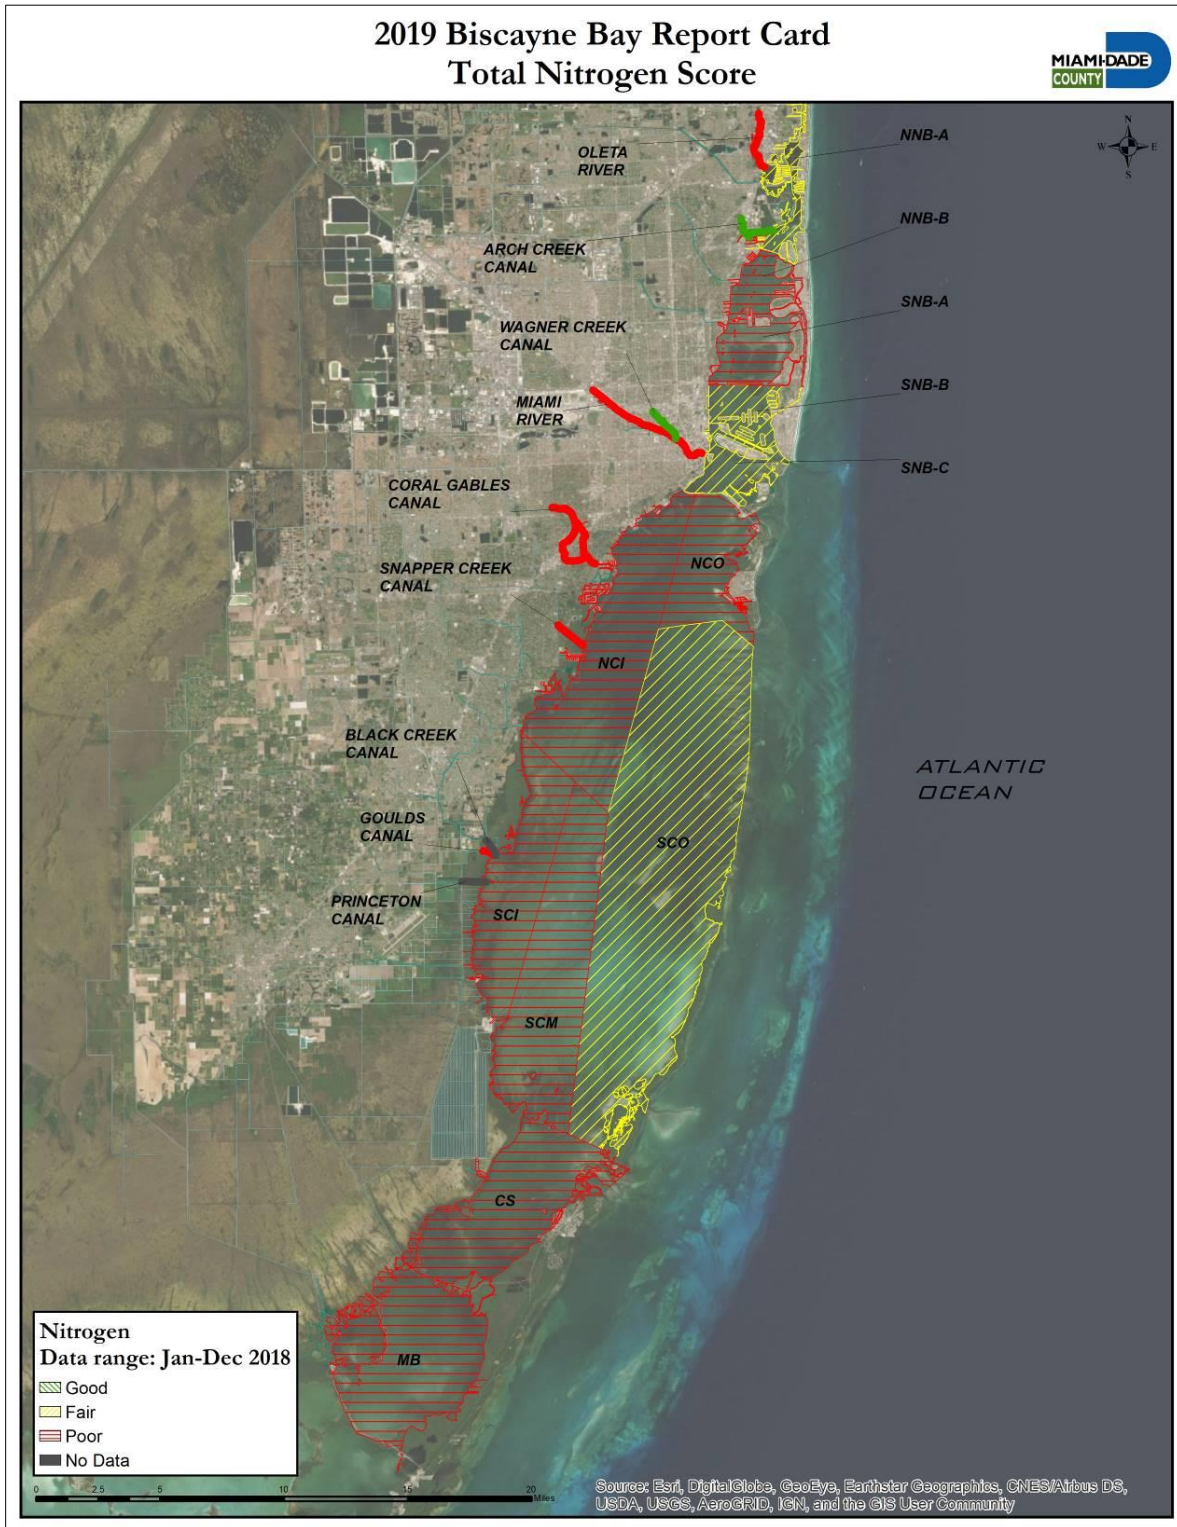 2019 Biscayne Bay Report Card
Total Nitrogen Score
MIAMI-DADE
COUNTY
N
W
E
S
OLETA
RIVER
NNB-A
NNB-B
ARCH CREEK
CANAL
SNB-A
WAGNER CREEK
CANAL
SNB-B
MIAMI
RIVER
SNB-C
CORAL GABLES
CANAL
SNAPPER CREEK
CANAL
NCO
NCI
BLACK CREEK
CANAL
ATLANTIC
OCEAN
GOULDS
CANAL
SCO
PRINCETON
CANAL
SCI
SCM
CS
MB
Nitrogen
Data range: Jan-Dec 2018
Good
Fair
Poor
No Data
0 2.5 5 10 15 20
Miles
Source: Esri, DigitalGlobe, GeoEye, Earthstar Geographics, CNES/Airbus DS,
USDA, USGS, AeroGRID, IGN, and the GIS User Community